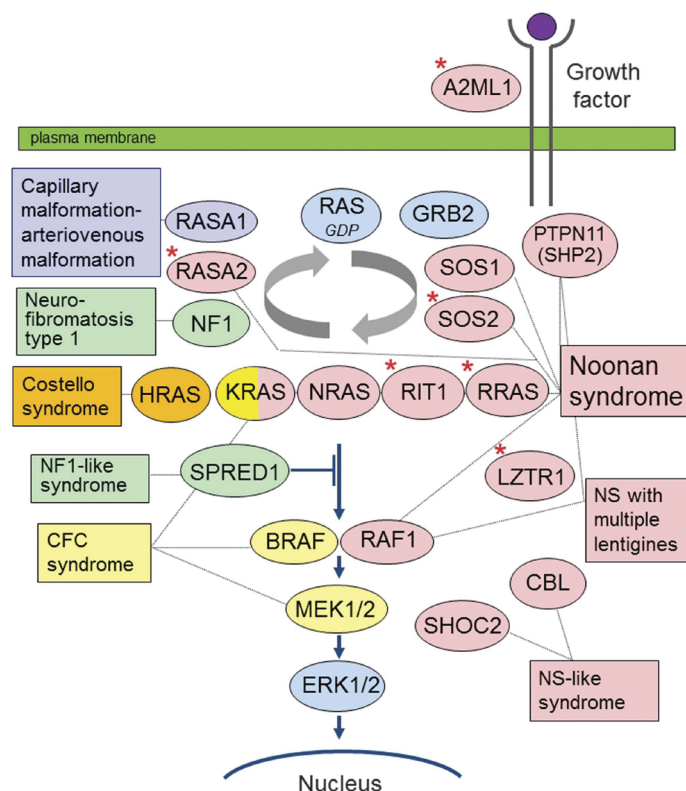 *
A2ML1
Growth
factor
plasma membrane
Capillary
malformation-
arteriovenous
malformation
RASA1
*
RASA2
RAS
GDP
GRB2
SOS1
*
SOS2
PTPN11
(SHP2)
Neuro-
fibromatosis
type 1
NF1
Noonan
syndrome
Costello
syndrome
HRAS
KRAS
NRAS
*
RIT1
*
RRAS
NF1-like
syndrome
SPRED1
*
LZTR1
NS with
multiple
lentigines
CFC
syndrome
BRAF
RAF1
MEK1/2
CBL
SHOC2
ERK1/2
NS-like
syndrome
Nucleus